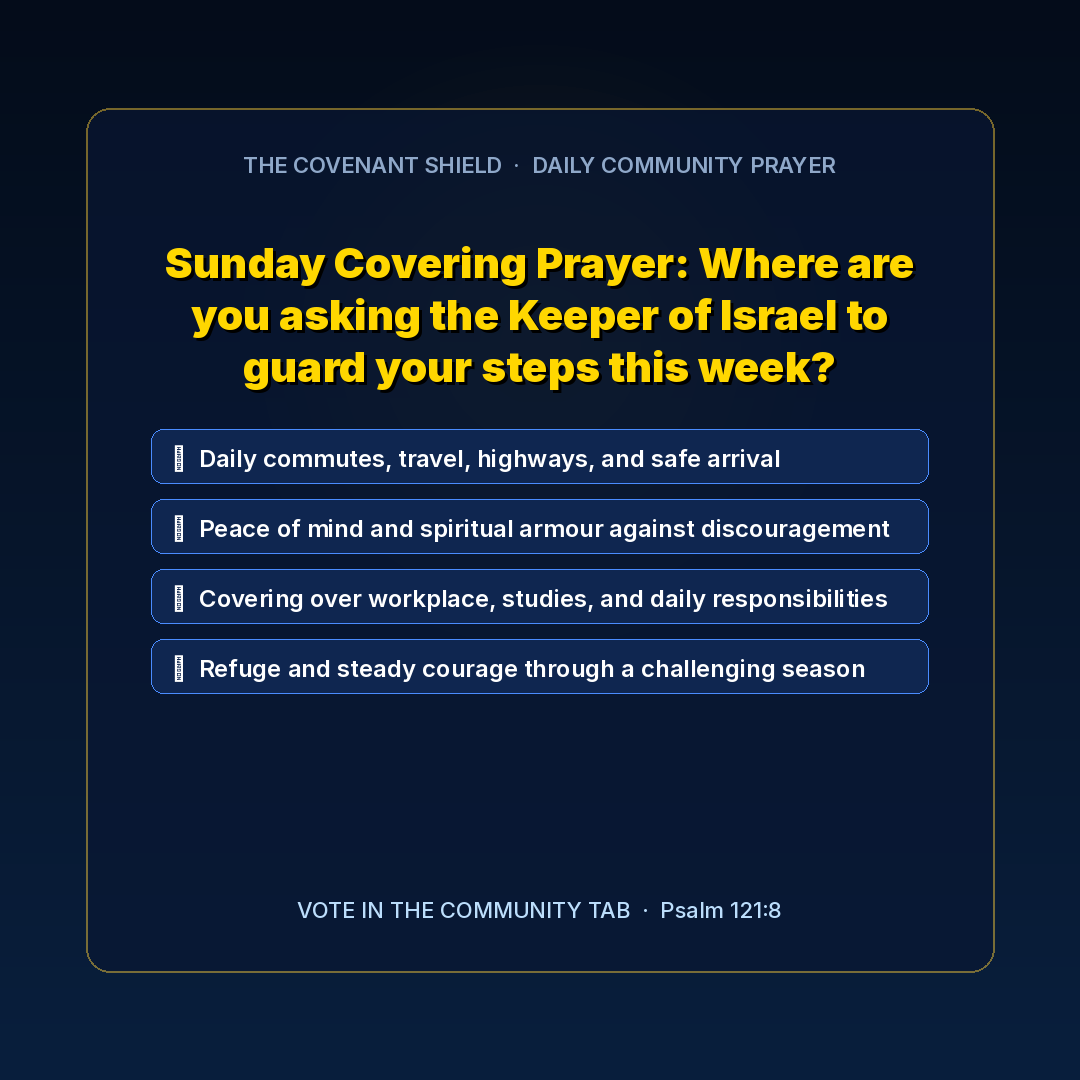 THE COVENANT SHIELD · DAILY COMMUNITY PRAYER
Sunday Covering Prayer: Where are
you asking the Keeper of Israel to
guard your steps this week?
Daily commutes, travel, highways, and safe arrival
Peace of mind and spiritual armour against discouragement
Covering over workplace, studies, and daily responsibilities
Refuge and steady courage through a challenging season
VOTE IN THE COMMUNITY TAB · Psalm 121:8